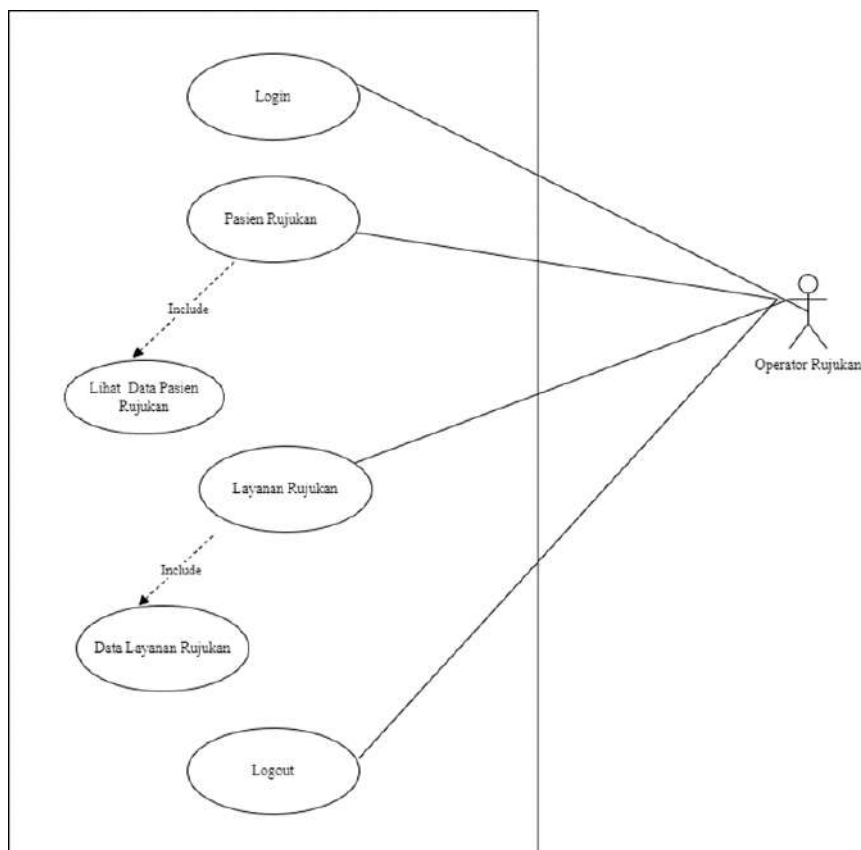 Login
Pasien Rujukan
Include
Lihat Data Pasien
Rujukan
Operator Rujukan
Layanan Rujukan
Include
Data Layanan Rujukan
Logout